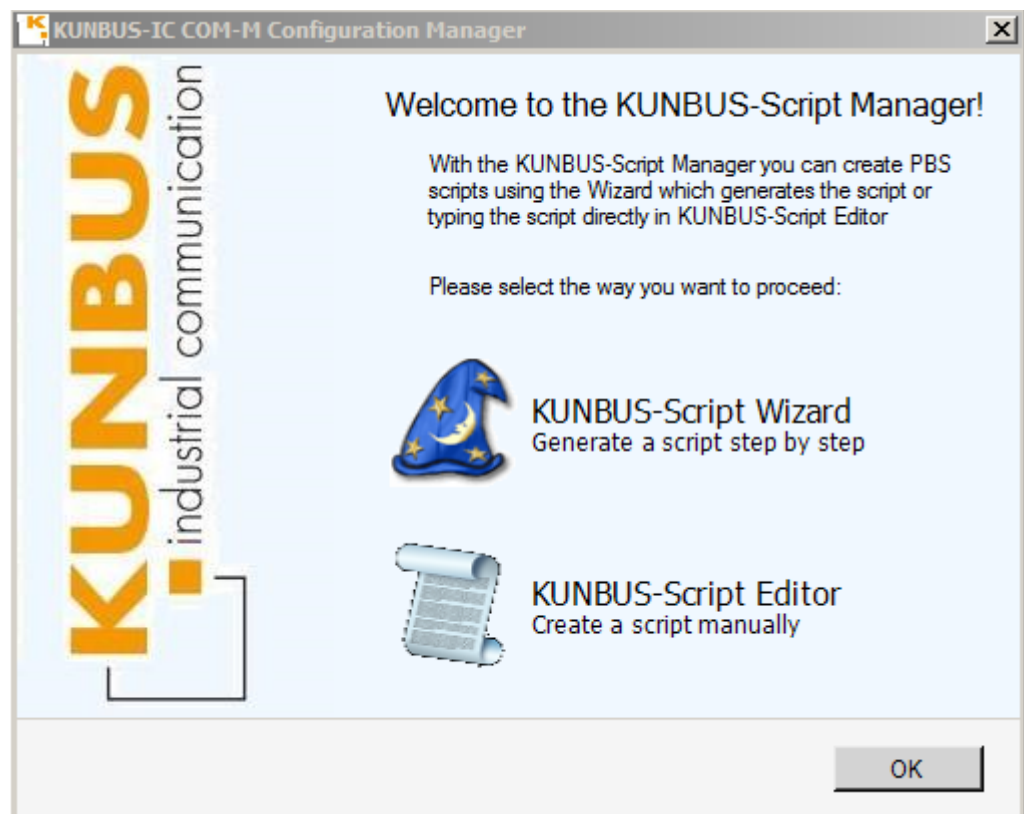 KUNBUS-IC COM-M Configuration Manager
KUNBUS
industrial communication
Welcome to the KUNBUS-Script Manager!
With the KUNBUS-Script Manager you can create PBS
scripts using the Wizard which generates the script or
typing the script directly in KUNBUS-Script Editor
Please select the way you want to proceed:
KUNBUS-Script Wizard
Generate a script step by step
KUNBUS-Script Editor
Create a script manually
OK